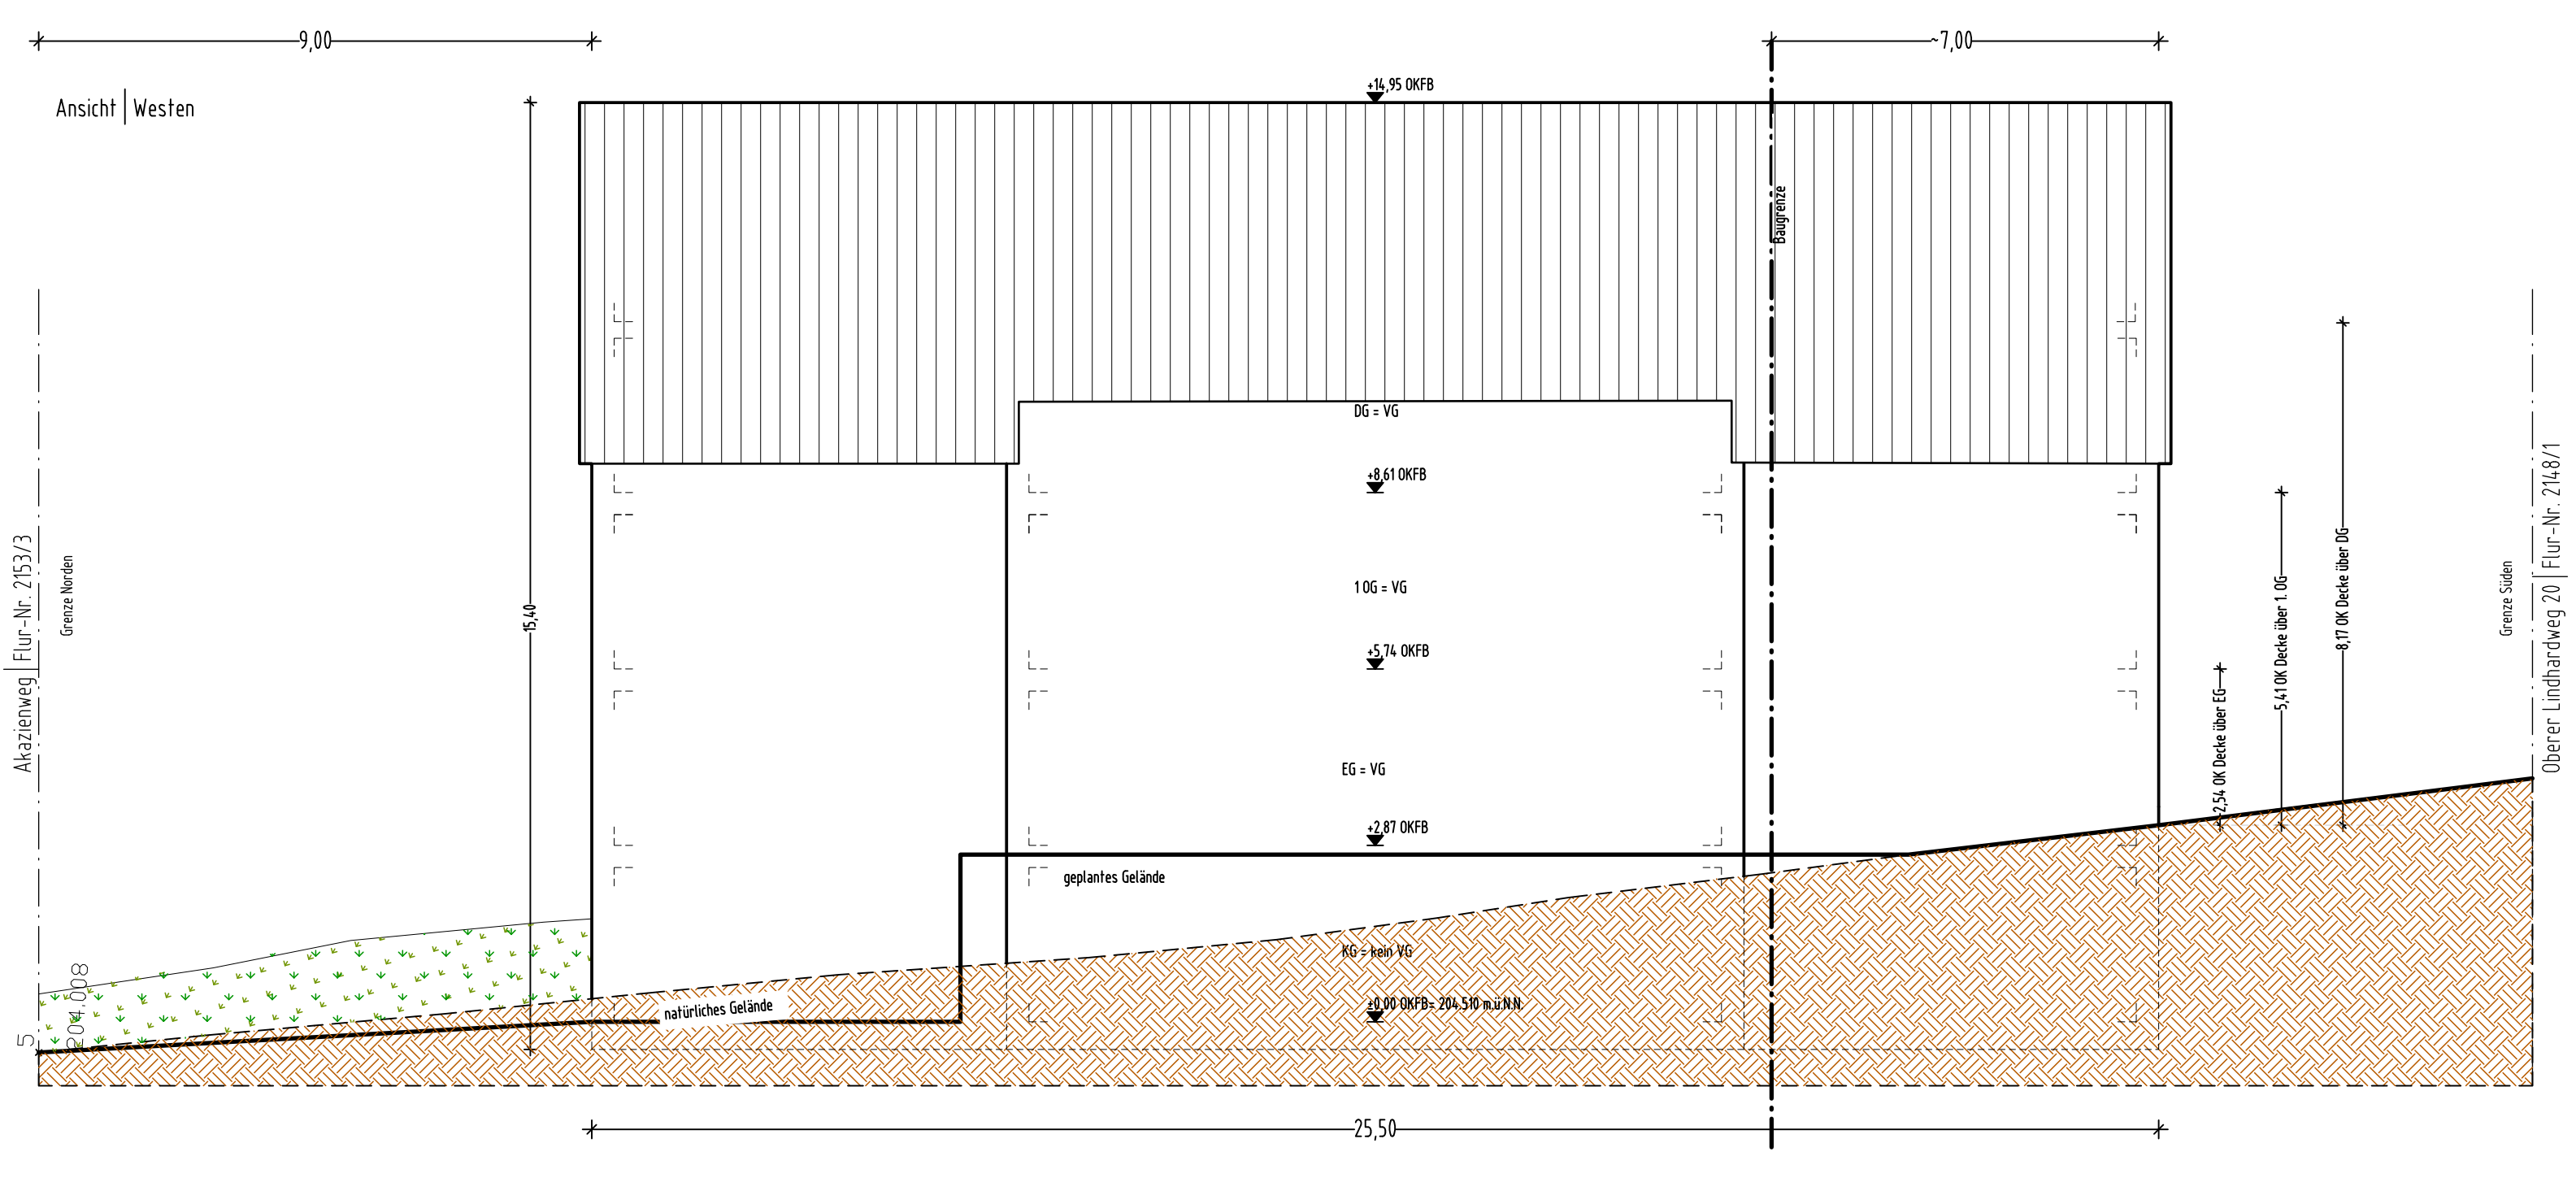 9,00
~7,00
+14,95 OKFB
Ansicht | Westen
Baugrenze
DG = VG
+8,61 OKFB
1 OG = VG
15,40
+5,74 OKFB
EG = VG
+2,87 OKFB
geplantes Gelände
KG = kein VG
natürliches Gelände
±0,00 OKFB= 204.510 m.ü.N.N.
Akazienweg | Flur-Nr. 2153/3
Grenze Norden
204.008
5
2,54 OK Decke über EG
5,41 OK Decke über 1. OG
8,17 OK Decke über DG
Grenze Süden
Oberer Lindhardweg 20 | Flur-Nr. 2148/1
25,50